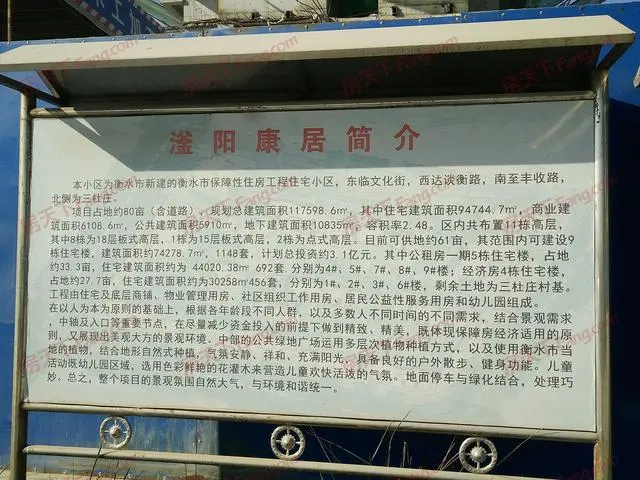 滏阳康居简介
本小区为衡水市新建的衡水市保障性住房工程住宅小区，东临文化街，西达谈衡路，南至丰收路，
北侧为三杜庄。
项目占地约80亩（含道路），规划总建筑面积117598.6㎡，其中住宅建筑面积94744.7㎡，商业建
筑面积6108.6㎡，公共建筑面积5910㎡，地下建筑面积10835㎡。容积率2.48。区内共布置11栋高层，
其中8栋为18层板式高层，1栋为15层板式高层，2栋为点式高层。目前可供地约61亩，其范围内可建设9
栋住宅楼，建筑面积约74278.7㎡，1148套，计划总投资约3.1亿元。其中公租房一期5栋住宅楼，占地
约33.3亩，住宅建筑面积约为 44020.38㎡ 692套，分别为4#、5#、7#、8#、9#楼；经济房4栋住宅楼，
占地约27.7亩，住宅建筑面积约为30258㎡456套，分别为1#、2#、3#、6#楼，剩余土地为三杜庄村基。
工程由住宅及底层商铺、物业管理用房、社区组织工作用房、居民公益性服务用房和幼儿园组成。
在以人为本为原则的基础上，根据各年龄段不同人群，以及多数人不同时间的不同需求，结合景观需求
，中轴及入口等重要节点，在尽量减少资金投入的前提下做到精致、精美，既体现保障房经济适用的原
则，又展现出美观大方的景观环境。中部的公共绿地广场运用多层次植物种植方式，以及使用衡水市当
地的植物，结合地形自然式种植，气氛安静、祥和、充满阳光，具备良好的户外散步、健身功能。儿童
活动既幼儿园区域，选用色彩鲜艳的花灌木来营造儿童欢快活泼的气氛。地面停车与绿化结合，处理巧
妙。总之，整个项目的景观氛围自然大气，与环境和谐统一。
房天下 Fang.com